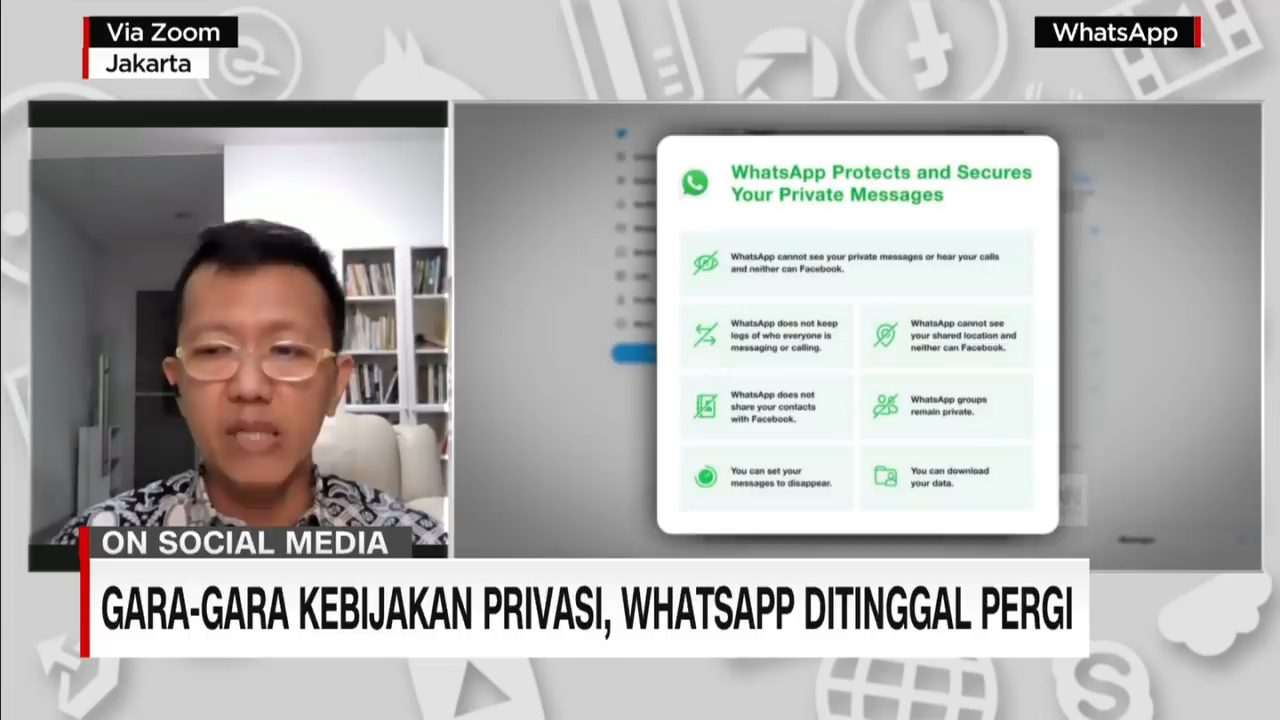 Via Zoom
Jakarta
WhatsApp
WhatsApp Protects and Secures
Your Private Messages
WhatsApp cannot see your private messages or hear your calls
and neither can Facebook.
WhatsApp does not keep
logs of who everyone is
messaging or calling.
WhatsApp cannot see
your shared location and
neither can Facebook.
WhatsApp does not
share your contacts
with Facebook.
WhatsApp groups
remain private.
You can set your
messages to disappear.
You can download
your data.
ON SOCIAL MEDIA
GARA-GARA KEBIJAKAN PRIVASI, WHATSAPP DITINGGAL PERGI